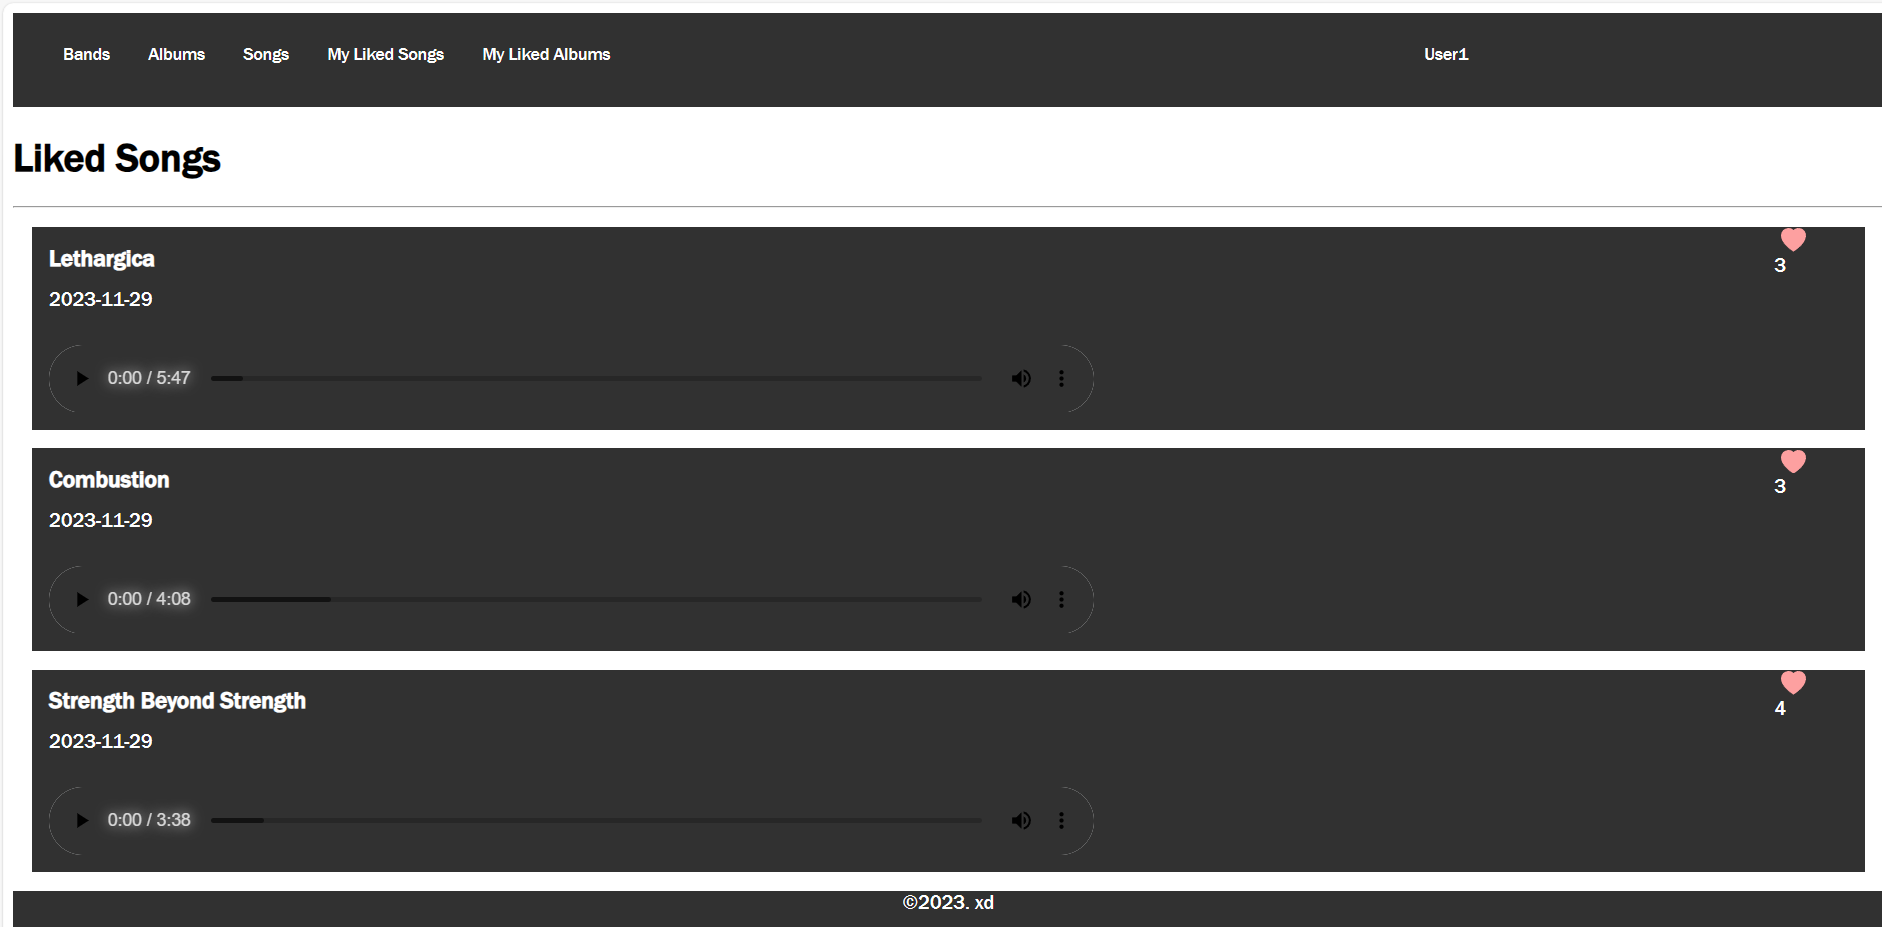 Bands Albums Songs My Liked Songs My Liked Albums User1
Liked Songs
Lethargica
3
2023-11-29
0:00 / 5:47
Combustion
3
2023-11-29
0:00 / 4:08
Strength Beyond Strength
4
2023-11-29
0:00 / 3:38
©2023. xd